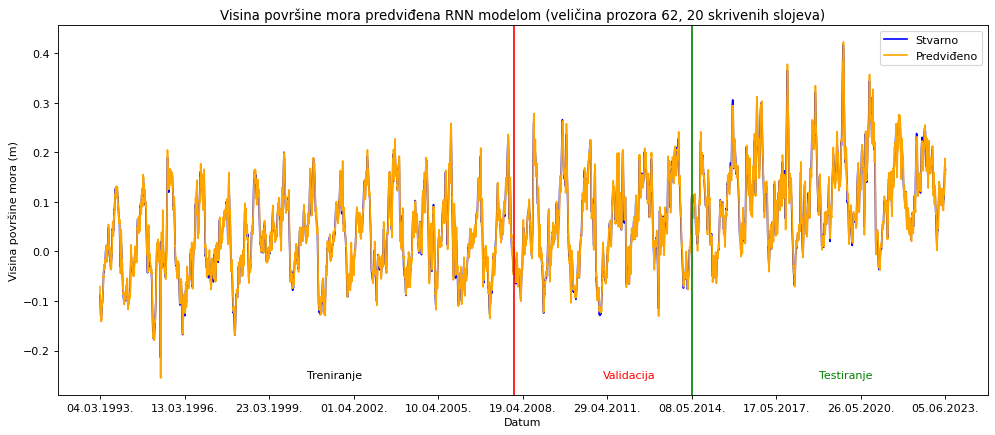 Visina površine mora predviđena RNN modelom (veličina prozora 62, 20 skrivenih slojeva)
Stvarno
Predviđeno
Visina površine mora (m)
0.4
0.3
0.2
0.1
0.0
−0.1
−0.2
Treniranje
Validacija
Testiranje
04.03.1993.
13.03.1996.
23.03.1999.
01.04.2002.
10.04.2005.
19.04.2008.
29.04.2011.
08.05.2014.
17.05.2017.
26.05.2020.
05.06.2023.
Datum